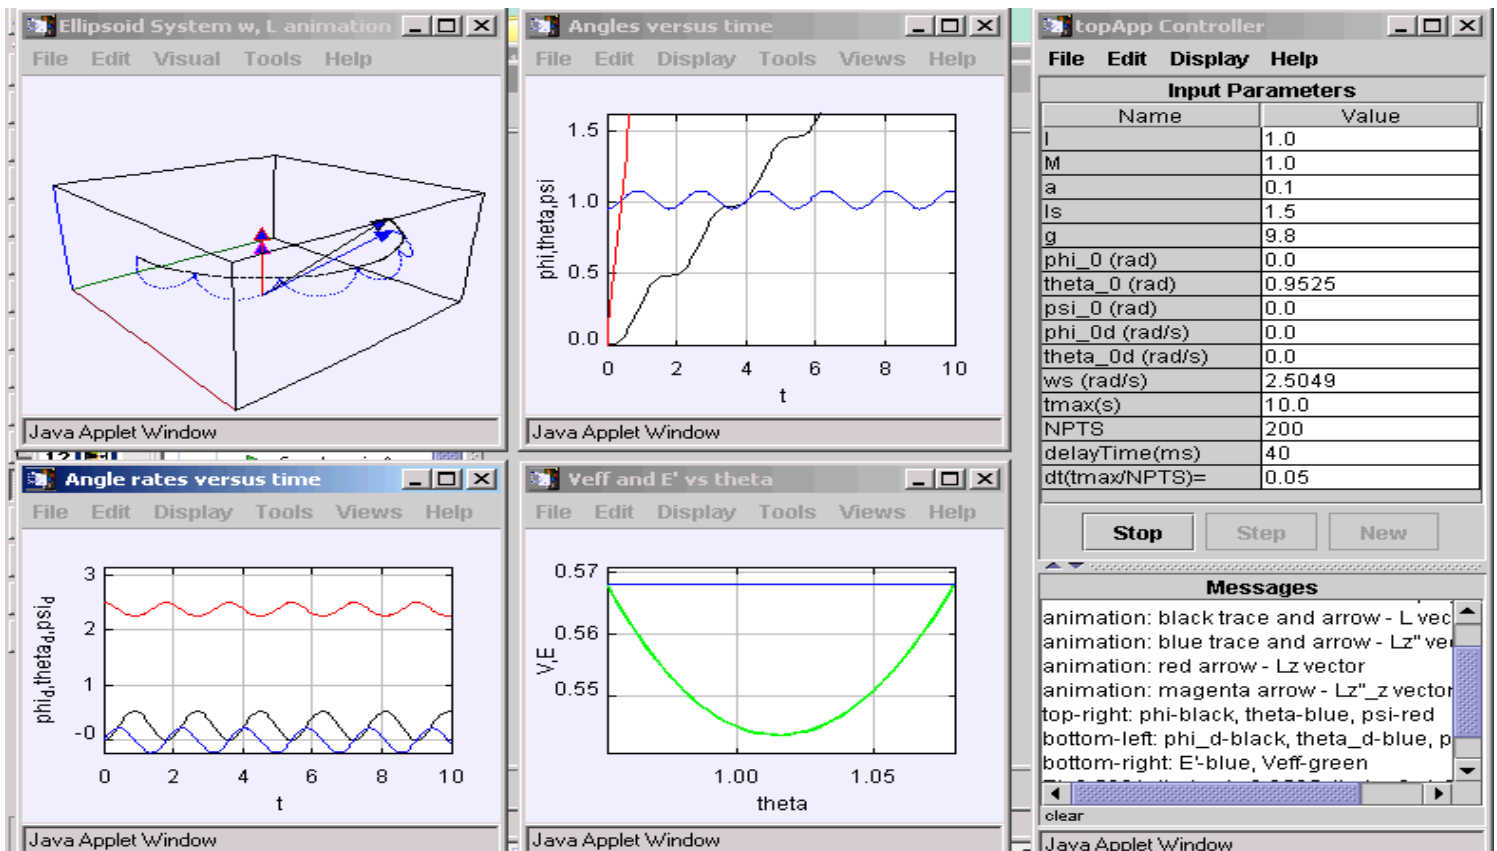 Ellipsoid System w, L animation
File Edit Visual Tools Help
Java Applet Window
Angles versus time
File Edit Display Tools Views Help
phi,theta,psi
1.5
1.0
0.5
0.0
0 2 4 6 8 10
t
Java Applet Window
topApp Controller
File Edit Display Help
Input Parameters
Name Value
I 1.0
M 1.0
a 0.1
Is 1.5
g 9.8
phi_0 (rad) 0.0
theta_0 (rad) 0.9525
psi_0 (rad) 0.0
phi_0d (rad/s) 0.0
theta_0d (rad/s) 0.0
ws (rad/s) 2.5049
tmax(s) 10.0
NPTS 200
delayTime(ms) 40
dt(tmax/NPTS)= 0.05
Stop Step New
Messages
animation: black trace and arrow - L vec
animation: blue trace and arrow - Lz" ve
animation: red arrow - Lz vector
animation: magenta arrow - Lz"_z vector
top-right: phi-black, theta-blue, psi-red
bottom-left: phi_d-black, theta_d-blue, p
bottom-right: E'-blue, Veff-green
clear
Java Applet Window
12
Angle rates versus time
File Edit Display Tools Views Help
phid,thetad,psid
3
2
1
-0
0 2 4 6 8 10
t
Java Applet Window
Veff and E' vs theta
File Edit Display Tools Views Help
V,E
0.57
0.56
0.55
1.00 1.05
theta
Java Applet Window